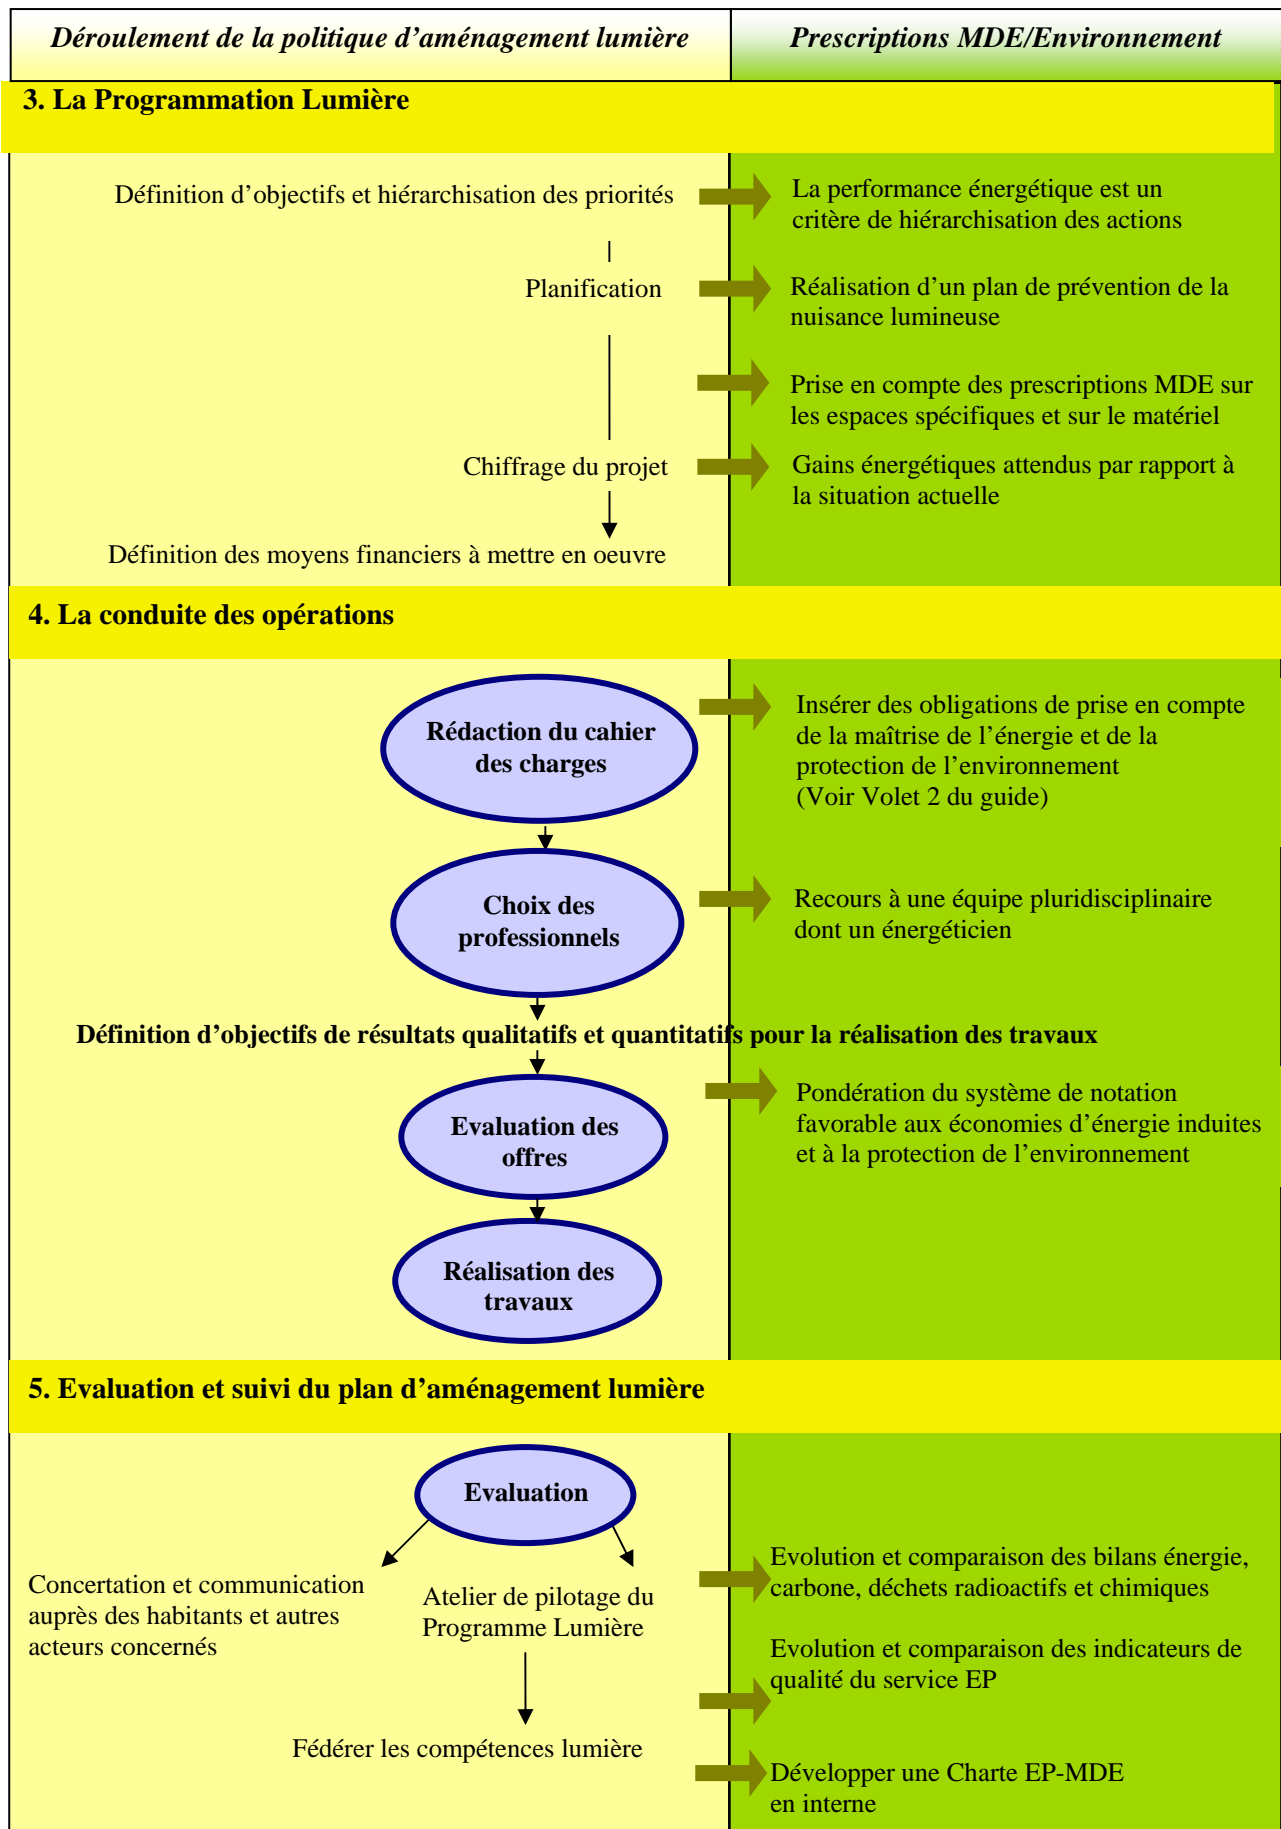 Déroulement de la politique d’aménagement lumière
Prescriptions MDE/Environnement
3. La Programmation Lumière
Définition d’objectifs et hiérarchisation des priorités
La performance énergétique est un
critère de hiérarchisation des actions
Planification
Réalisation d’un plan de prévention de la
nuisance lumineuse
Prise en compte des prescriptions MDE sur
les espaces spécifiques et sur le matériel
Chiffrage du projet
Gains énergétiques attendus par rapport à
la situation actuelle
Définition des moyens financiers à mettre en oeuvre
4. La conduite des opérations
Rédaction du cahier
des charges
Insérer des obligations de prise en compte
de la maîtrise de l’énergie et de la
protection de l’environnement
(Voir Volet 2 du guide)
Choix des
professionnels
Recours à une équipe pluridisciplinaire
dont un énergéticien
Définition d’objectifs de résultats qualitatifs et quantitatifs pour la réalisation des travaux
Evaluation des
offres
Pondération du système de notation
favorable aux économies d’énergie induites
et à la protection de l’environnement
Réalisation des
travaux
5. Evaluation et suivi du plan d’aménagement lumière
Evaluation
Concertation et communication
auprès des habitants et autres
acteurs concernés
Atelier de pilotage du
Programme Lumière
Evolution et comparaison des bilans énergie,
carbone, déchets radioactifs et chimiques
Evolution et comparaison des indicateurs de
qualité du service EP
Fédérer les compétences lumière
Développer une Charte EP-MDE
en interne